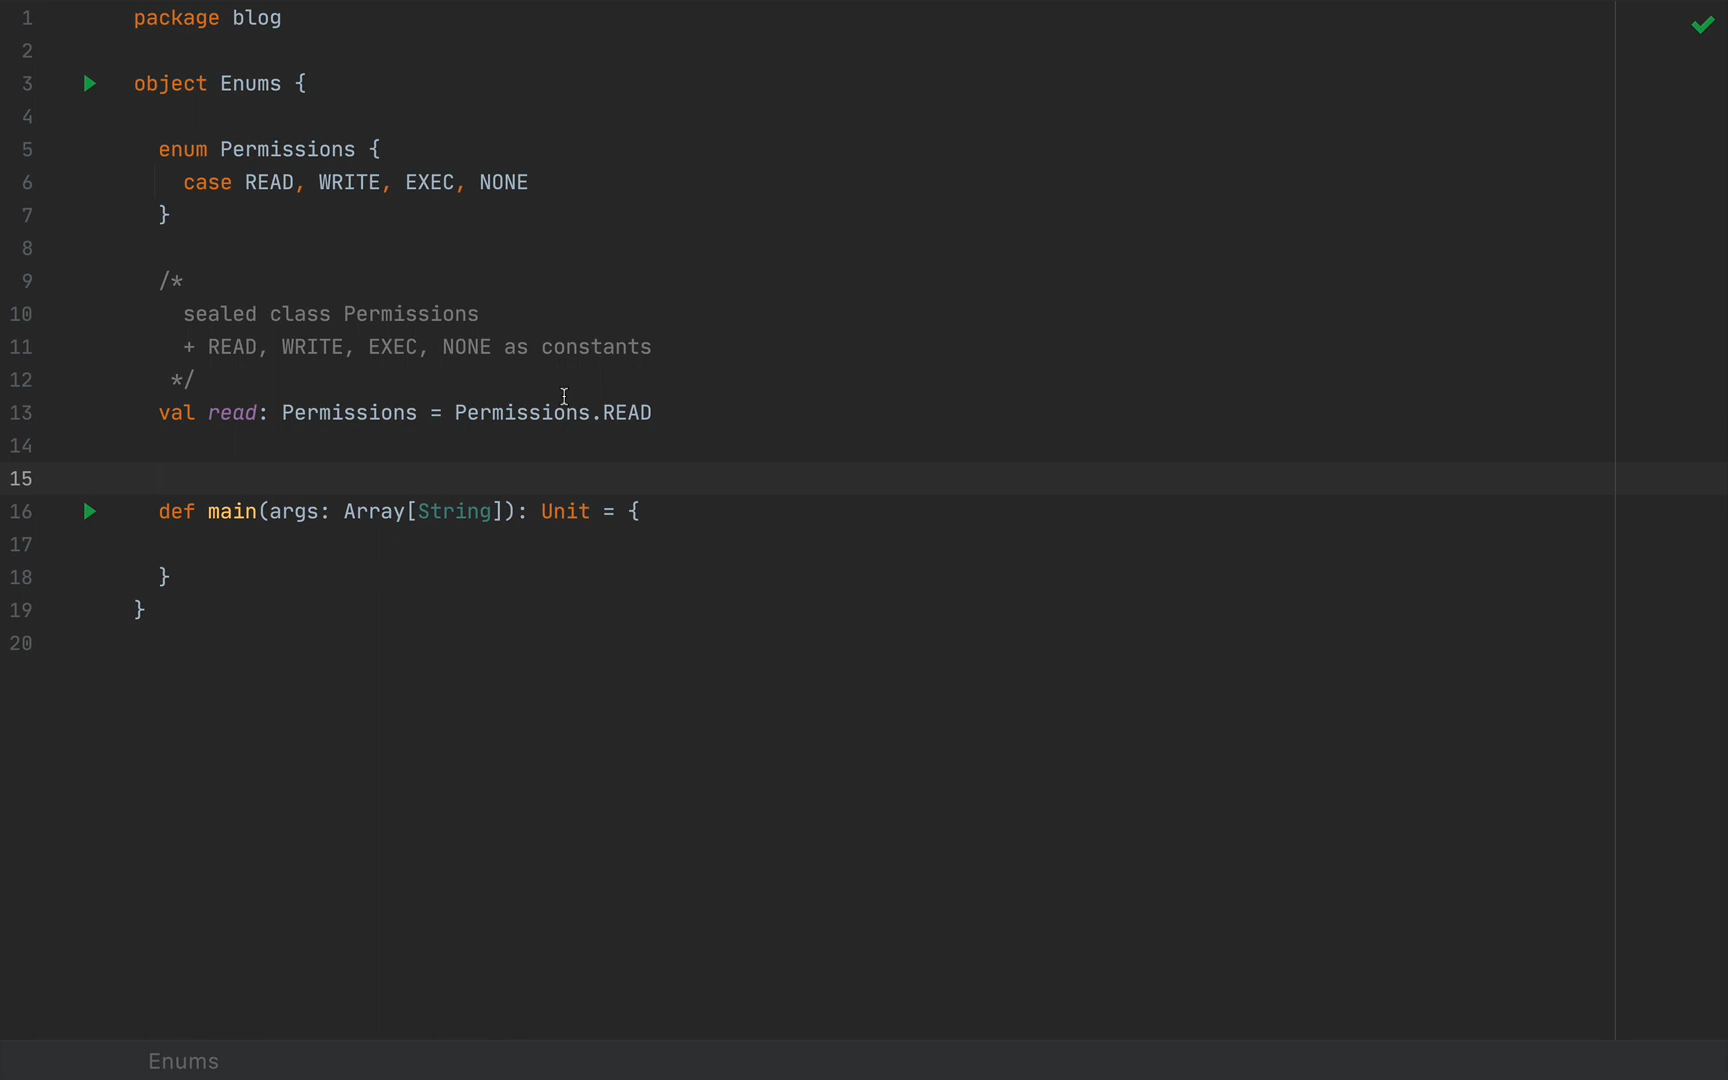 1 package blog
2
3 object Enums {
4
5 enum Permissions {
6 case READ, WRITE, EXEC, NONE
7 }
8
9 /*
10 sealed class Permissions
11 + READ, WRITE, EXEC, NONE as constants
12 */
13 val read: Permissions = Permissions.READ
14
15
16 def main(args: Array[String]): Unit = {
17
18 }
19 }
20
Enums